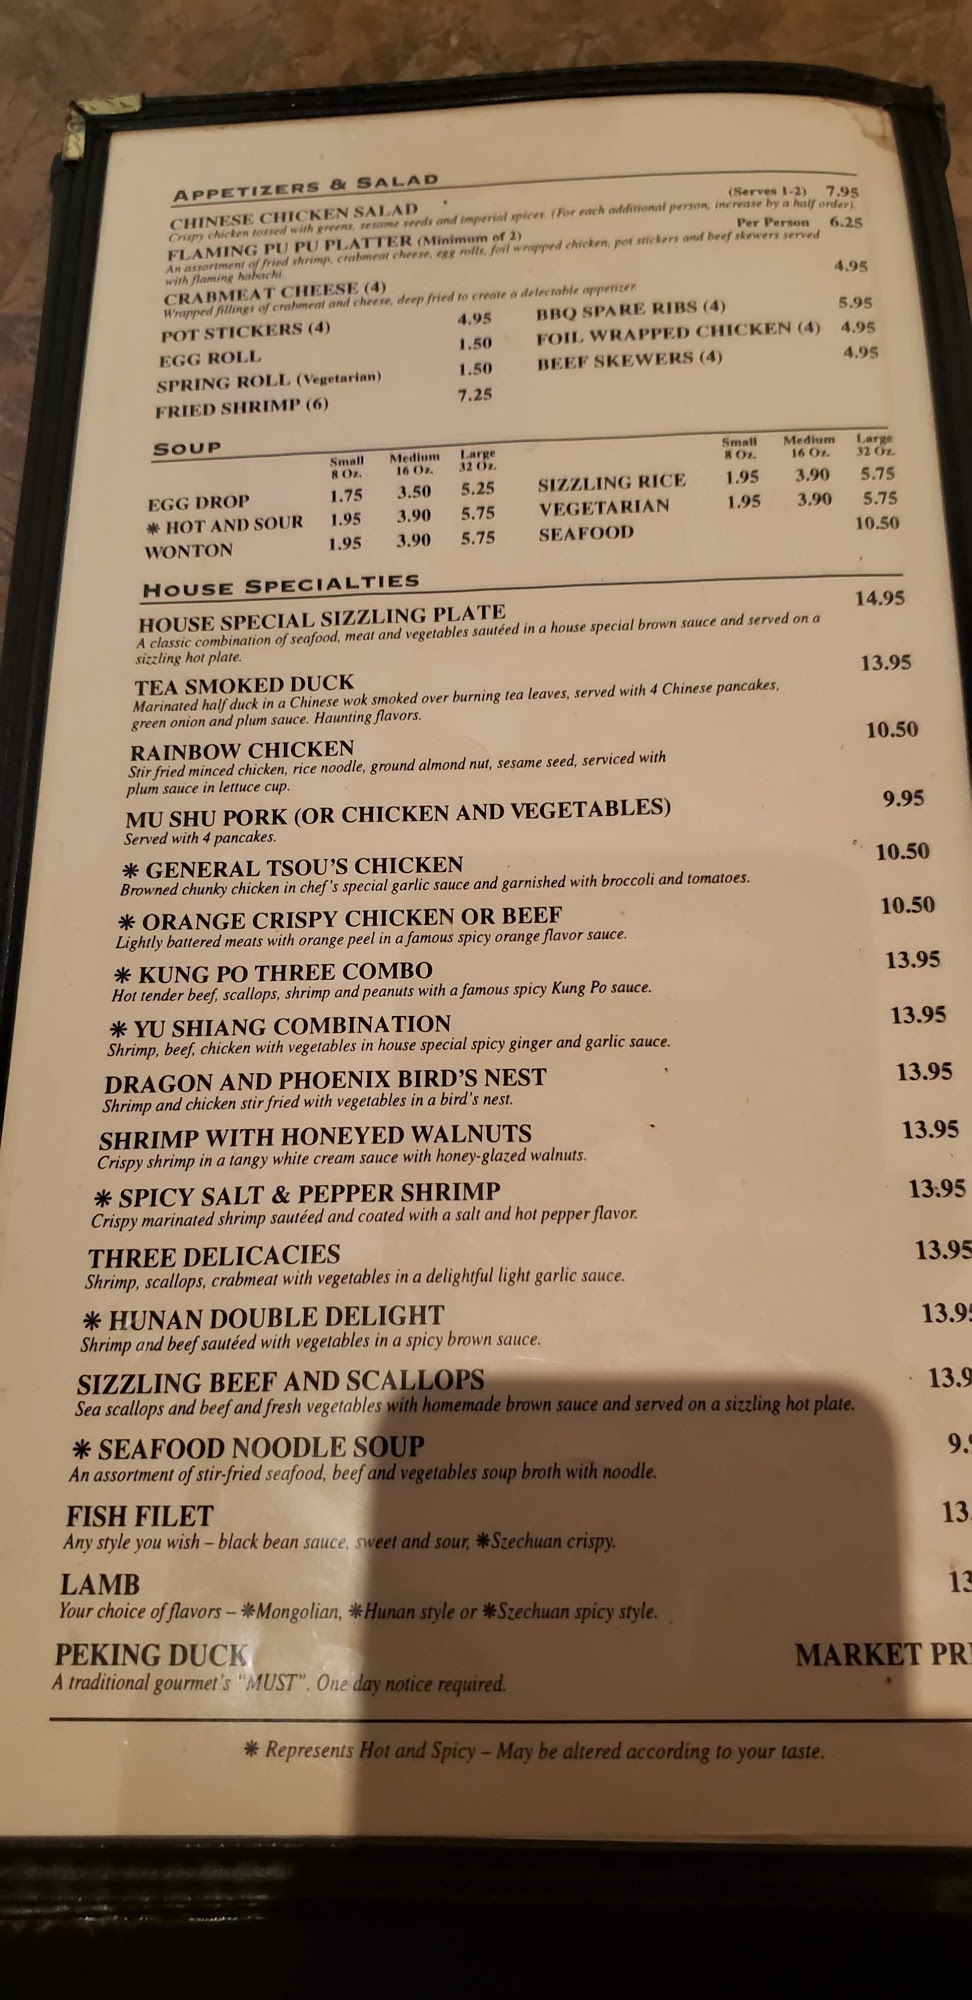 APPETIZERS & SALAD
CHINESE CHICKEN SALAD (Serves 1-2) 7.95
Crispy chicken tossed with greens, sesame seeds and imperial spices. (For each additional person, increase by a half order).
FLAMING PU PU PLATTER (Minimum of 2) Per Person 6.25
An assortment of fried shrimp, crabmeat cheese, egg rolls, foil wrapped chicken, pot stickers and beef skewers served
with flaming habachi.
CRABMEAT CHEESE (4) 4.95
Wrapped fillings of crabmeat and cheese, deep fried to create a delectable appetizer
POT STICKERS (4) 4.95 BBQ SPARE RIBS (4) 5.95
EGG ROLL 1.50 FOIL WRAPPED CHICKEN (4) 4.95
SPRING ROLL (Vegetarian) 1.50 BEEF SKEWERS (4) 4.95
FRIED SHRIMP (6) 7.25
SOUP
Small Medium Large Small Medium Large
8 Oz. 16 Oz. 32 Oz. 8 Oz. 16 Oz. 32 Oz.
EGG DROP 1.75 3.50 5.25 SIZZLING RICE 1.95 3.90 5.75
* HOT AND SOUR 1.95 3.90 5.75 VEGETARIAN 1.95 3.90 5.75
WONTON 1.95 3.90 5.75 SEAFOOD 10.50
HOUSE SPECIALTIES
HOUSE SPECIAL SIZZLING PLATE 14.95
A classic combination of seafood, meat and vegetables sautéed in a house special brown sauce and served on a
sizzling hot plate.
TEA SMOKED DUCK 13.95
Marinated half duck in a Chinese wok smoked over burning tea leaves, served with 4 Chinese pancakes,
green onion and plum sauce. Haunting flavors.
RAINBOW CHICKEN 10.50
Stir fried minced chicken, rice noodle, ground almond nut, sesame seed, serviced with
plum sauce in lettuce cup.
MU SHU PORK (OR CHICKEN AND VEGETABLES) 9.95
Served with 4 pancakes.
* GENERAL TSOU'S CHICKEN 10.50
Browned chunky chicken in chef's special garlic sauce and garnished with broccoli and tomatoes.
* ORANGE CRISPY CHICKEN OR BEEF 10.50
Lightly battered meats with orange peel in a famous spicy orange flavor sauce.
* KUNG PO THREE COMBO 13.95
Hot tender beef, scallops, shrimp and peanuts with a famous spicy Kung Po sauce.
* YU SHIANG COMBINATION 13.95
Shrimp, beef, chicken with vegetables in house special spicy ginger and garlic sauce.
DRAGON AND PHOENIX BIRD'S NEST 13.95
Shrimp and chicken stir fried with vegetables in a bird's nest.
SHRIMP WITH HONEYED WALNUTS 13.95
Crispy shrimp in a tangy white cream sauce with honey-glazed walnuts.
* SPICY SALT & PEPPER SHRIMP 13.95
Crispy marinated shrimp sautéed and coated with a salt and hot pepper flavor.
THREE DELICACIES 13.95
Shrimp, scallops, crabmeat with vegetables in a delightful light garlic sauce.
* HUNAN DOUBLE DELIGHT 13.95
Shrimp and beef sautéed with vegetables in a spicy brown sauce.
SIZZLING BEEF AND SCALLOPS 13.9
Sea scallops and beef and fresh vegetables with homemade brown sauce and served on a sizzling hot plate.
* SEAFOOD NOODLE SOUP 9.
An assortment of stir-fried seafood, beef and vegetables soup broth with noodle.
FISH FILET 13.
Any style you wish – black bean sauce, sweet and sour, *Szechuan crispy.
LAMB 13
Your choice of flavors – *Mongolian, *Hunan style or *Szechuan spicy style.
PEKING DUCK MARKET PRI
A traditional gourmet's "MUST". One day notice required.
* Represents Hot and Spicy – May be altered according to your taste.